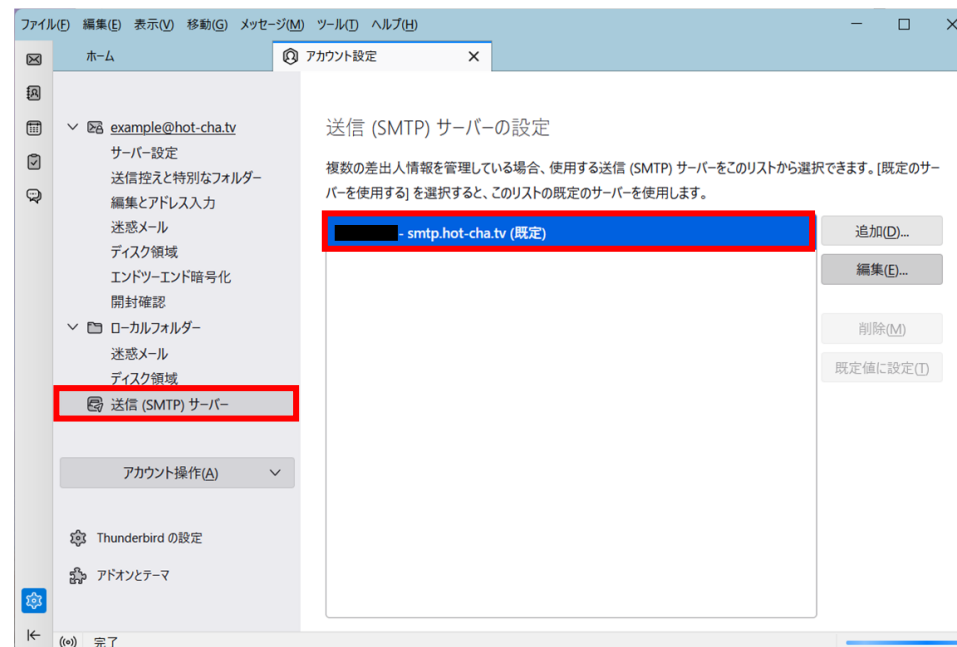 ファイル(F) 編集(E) 表示(V) 移動(G) メッセージ(M) ツール(T) ヘルプ(H)
ホーム
アカウント設定
example@hot-cha.tv
サーバー設定
送信控えと特別なフォルダー
編集とアドレス入力
迷惑メール
ディスク領域
エンドツーエンド暗号化
開封確認
ローカルフォルダー
迷惑メール
ディスク領域
送信 (SMTP) サーバー
アカウント操作(A)
Thunderbird の設定
アドオンとテーマ
送信 (SMTP) サーバーの設定
複数の差出人情報を管理している場合、使用する送信 (SMTP) サーバーをこのリストから選択できます。[既定のサー
バーを使用する] を選択すると、このリストの既定のサーバーを使用します。
- smtp.hot-cha.tv (既定)
追加(D)...
編集(E)...
削除(M)
既定値に設定(T)
完了